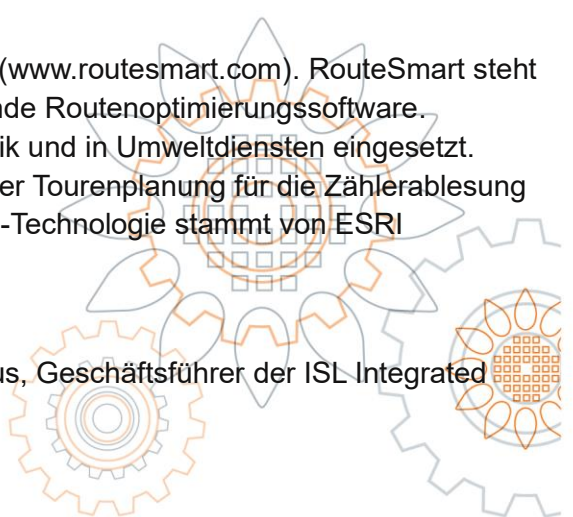 (www.routesmart.com). RouteSmart steht
nde Routenoptimierungssoftware.
ik und in Umweltdiensten eingesetzt.
er Tourenplanung für die Zählerablesung
-Technologie stammt von ESRI
us, Geschäftsführer der ISL Integrated